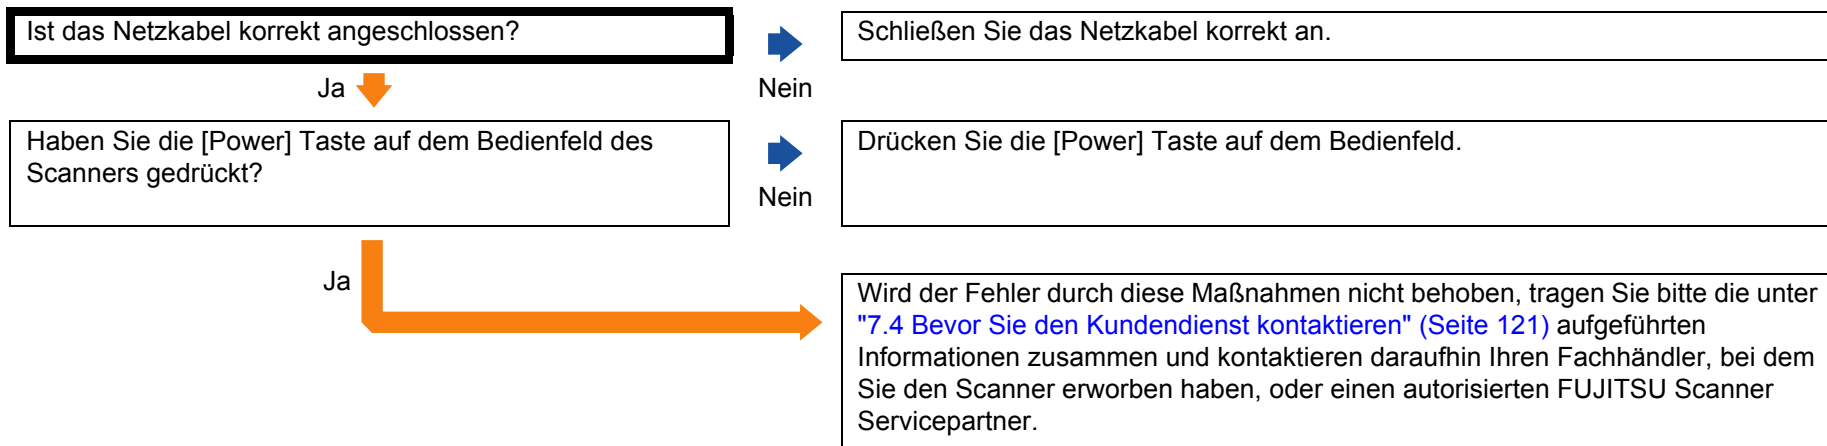 Ist das Netzkabel korrekt angeschlossen?
Schließen Sie das Netzkabel korrekt an.
Ja
Nein
Haben Sie die [Power] Taste auf dem Bedienfeld des
Scanners gedrückt?
Drücken Sie die [Power] Taste auf dem Bedienfeld.
Nein
Ja
Wird der Fehler durch diese Maßnahmen nicht behoben, tragen Sie bitte die unter
"7.4 Bevor Sie den Kundendienst kontaktieren" (Seite 121) aufgeführten
Informationen zusammen und kontaktieren daraufhin Ihren Fachhändler, bei dem
Sie den Scanner erworben haben, oder einen autorisierten FUJITSU Scanner
Servicepartner.